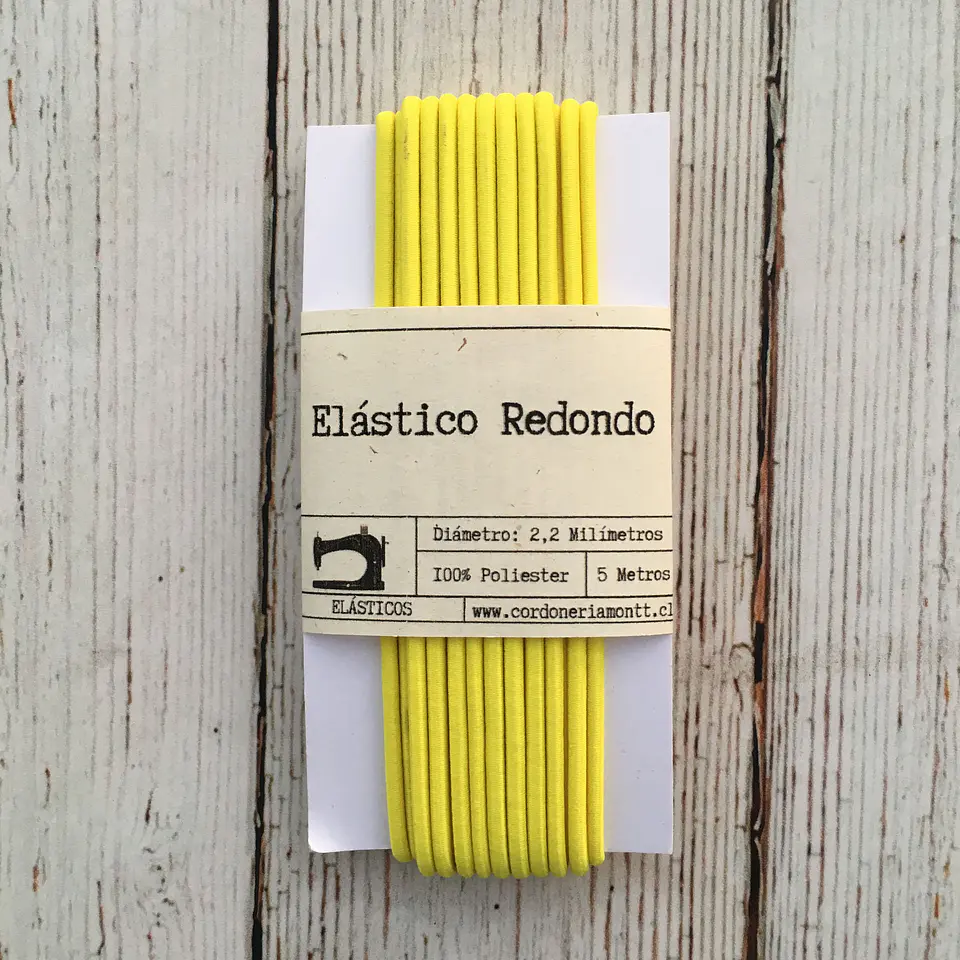 Elástico Redondo
Diámetro: 2,2 Milímetros
100% Poliester 5 Metros
ELÁSTICOS www.cordoneriamontt.cl